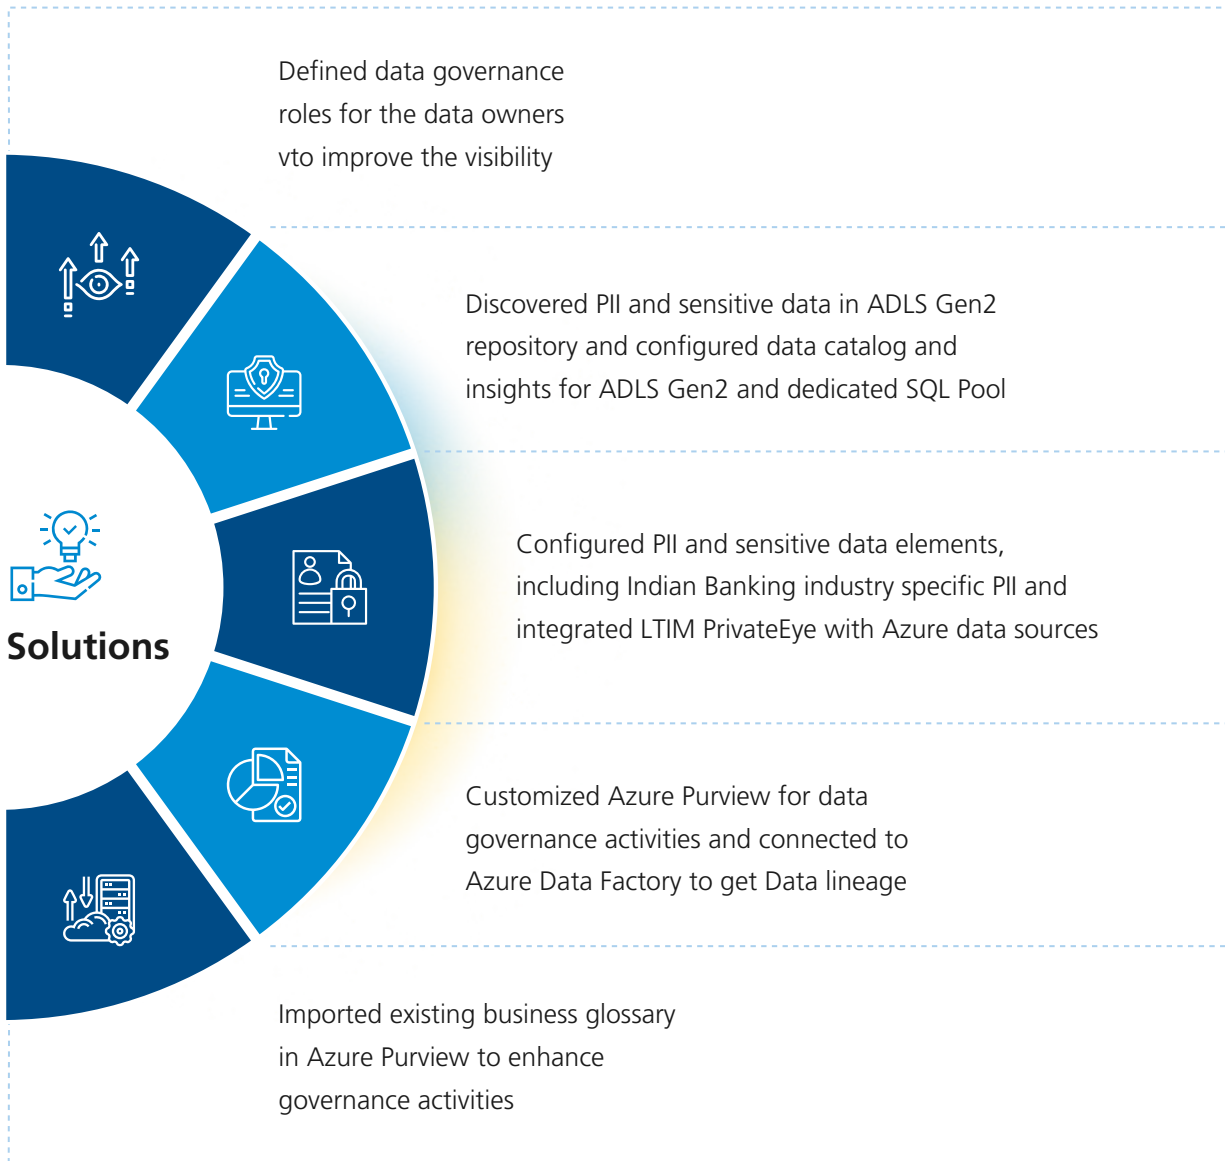 Defined data governance
roles for the data owners
vto improve the visibility
Discovered PII and sensitive data in ADLS Gen2
repository and configured data catalog and
insights for ADLS Gen2 and dedicated SQL Pool
Solutions
Configured PII and sensitive data elements,
including Indian Banking industry specific PII and
integrated LTIM PrivateEye with Azure data sources
Customized Azure Purview for data
governance activities and connected to
Azure Data Factory to get Data lineage
Imported existing business glossary
in Azure Purview to enhance
governance activities